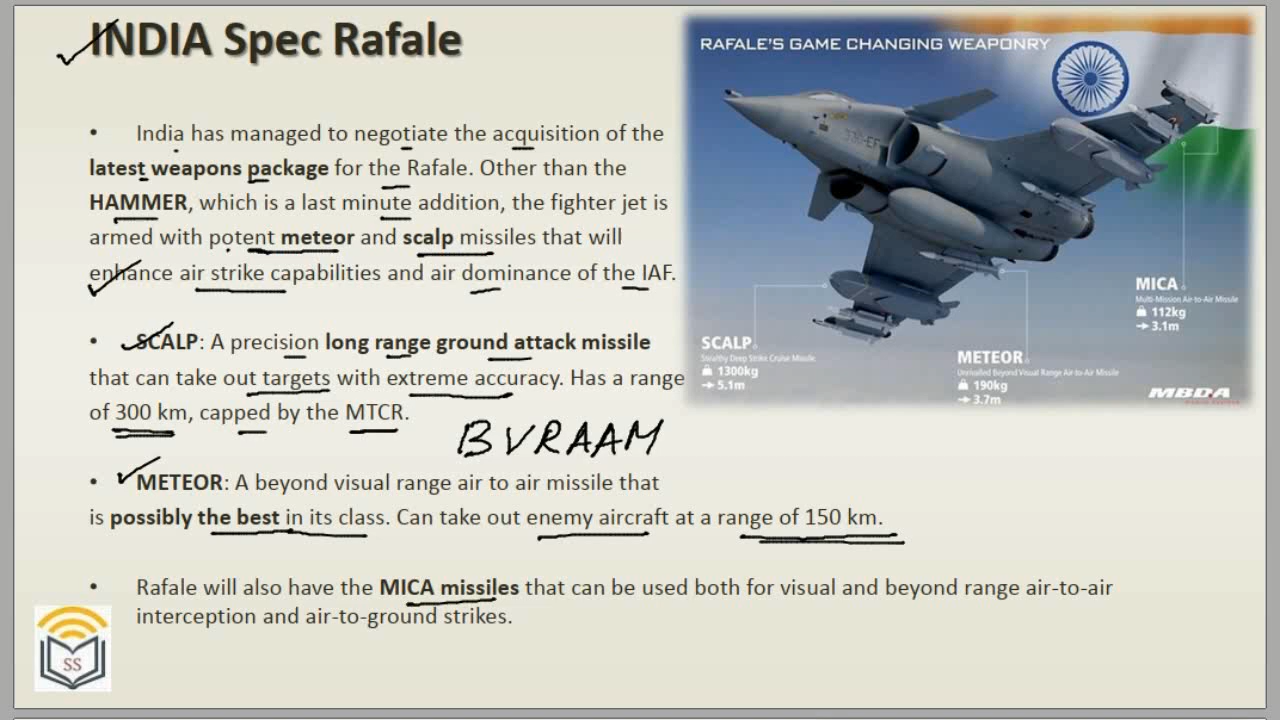 INDIA Spec Rafale
• India has managed to negotiate the acquisition of the
latest weapons package for the Rafale. Other than the
HAMMER, which is a last minute addition, the fighter jet is
armed with potent meteor and scalp missiles that will
enhance air strike capabilities and air dominance of the IAF.
• SCALP: A precision long range ground attack missile
that can take out targets with extreme accuracy. Has a range
of 300 km, capped by the MTCR.
BVRAAM
• METEOR: A beyond visual range air to air missile that
is possibly the best in its class. Can take out enemy aircraft at a range of 150 km.
• Rafale will also have the MICA missiles that can be used both for visual and beyond range air-to-air
interception and air-to-ground strikes.
SS
RAFALE'S GAME CHANGING WEAPONRY
330-EF
SCALP
Stealthy Deep Strike Cruise Missile
1300kg
5.1m
METEOR
Unrivalled Beyond Visual Range Air-to-Air Missile
190kg
3.7m
MICA
Multi-Mission Air-to-Air Missile
112kg
3.1m
MBDA